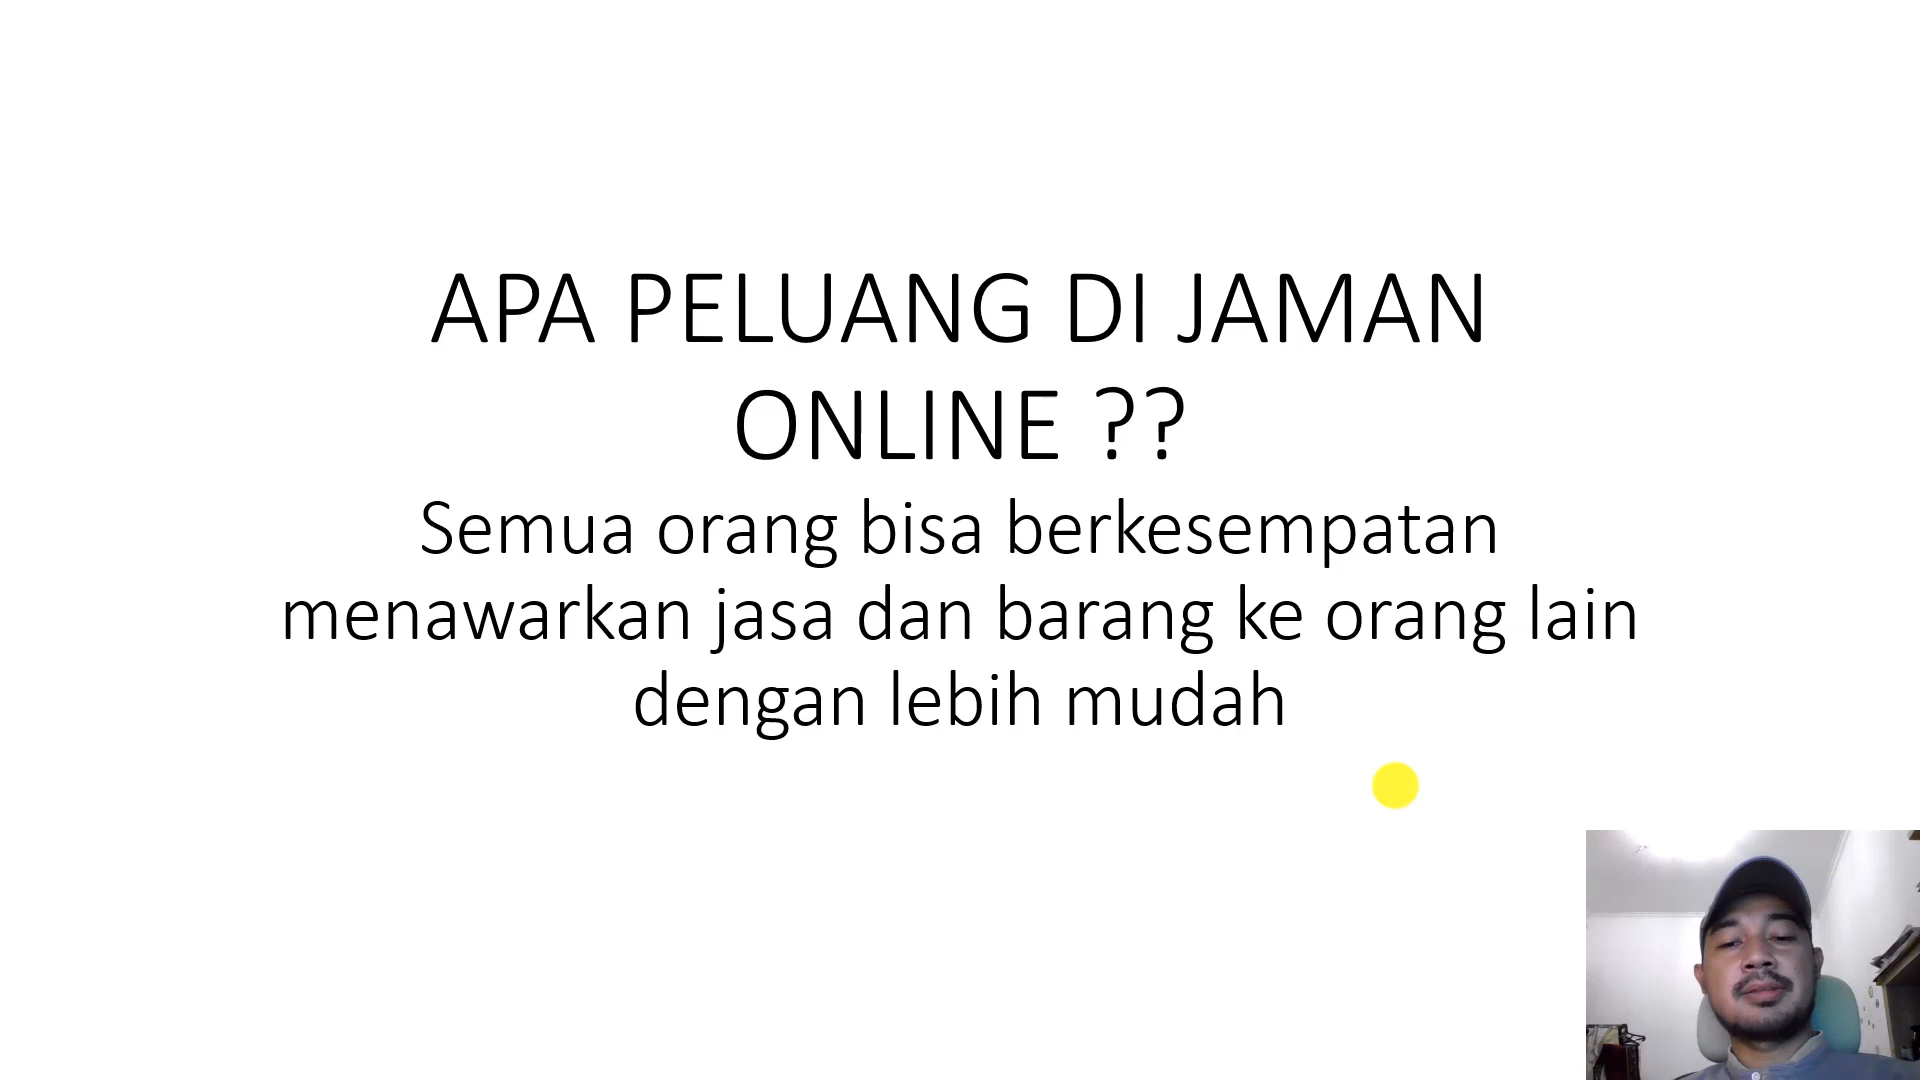 APA PELUANG DI JAMAN
ONLINE ??
Semua orang bisa berkesempatan
menawarkan jasa dan barang ke orang lain
dengan lebih mudah